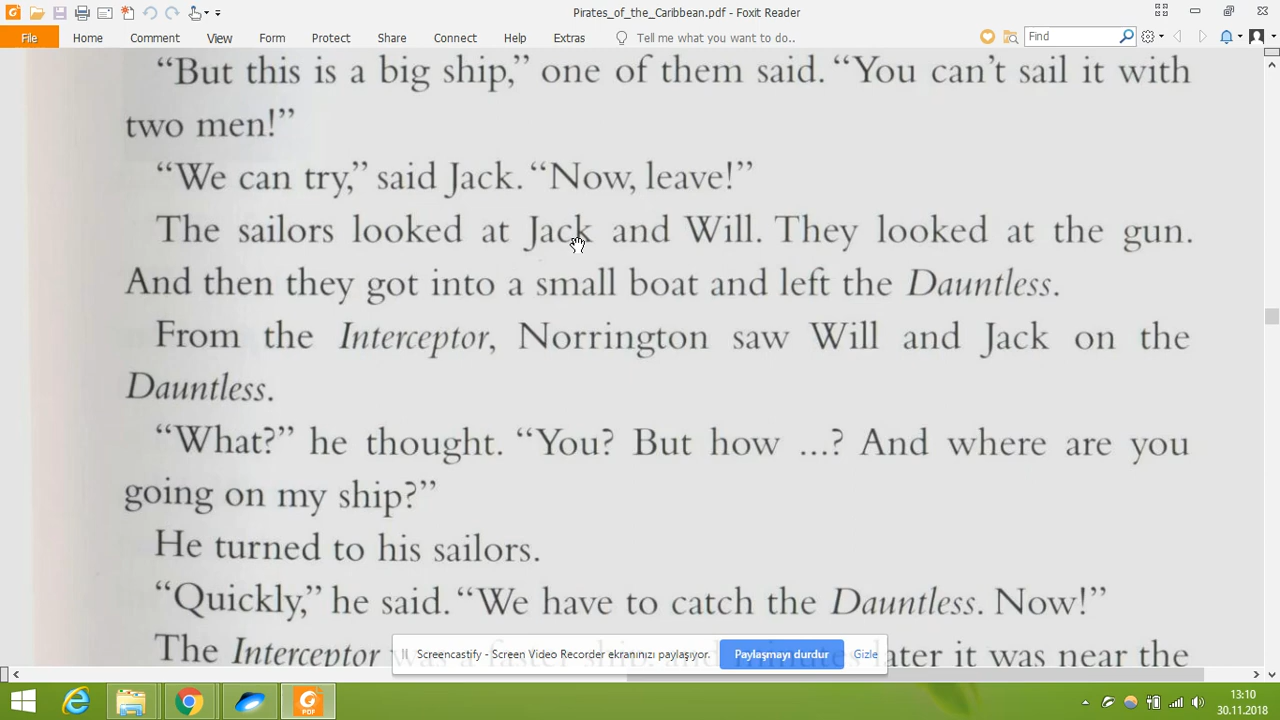 Pirates_of_the_Caribbean.pdf - Foxit Reader
File Home Comment View Form Protect Share Connect Help Extras Tell me what you want to do.. Find
“But this is a big ship,” one of them said. “You can’t sail it with
two men!”
“We can try,” said Jack. “Now, leave!”
The sailors looked at Jack and Will. They looked at the gun.
And then they got into a small boat and left the Dauntless.
From the Interceptor, Norrington saw Will and Jack on the
Dauntless.
“What?” he thought. “You? But how ...? And where are you
going on my ship?”
He turned to his sailors.
“Quickly,” he said. “We have to catch the Dauntless. Now!”
The Interceptor was a faster ship, and minutes later it was near the
Screencastify - Screen Video Recorder ekranınızı paylaşıyor. Paylaşmayı durdur Gizle
PDF
13:10
30.11.2018